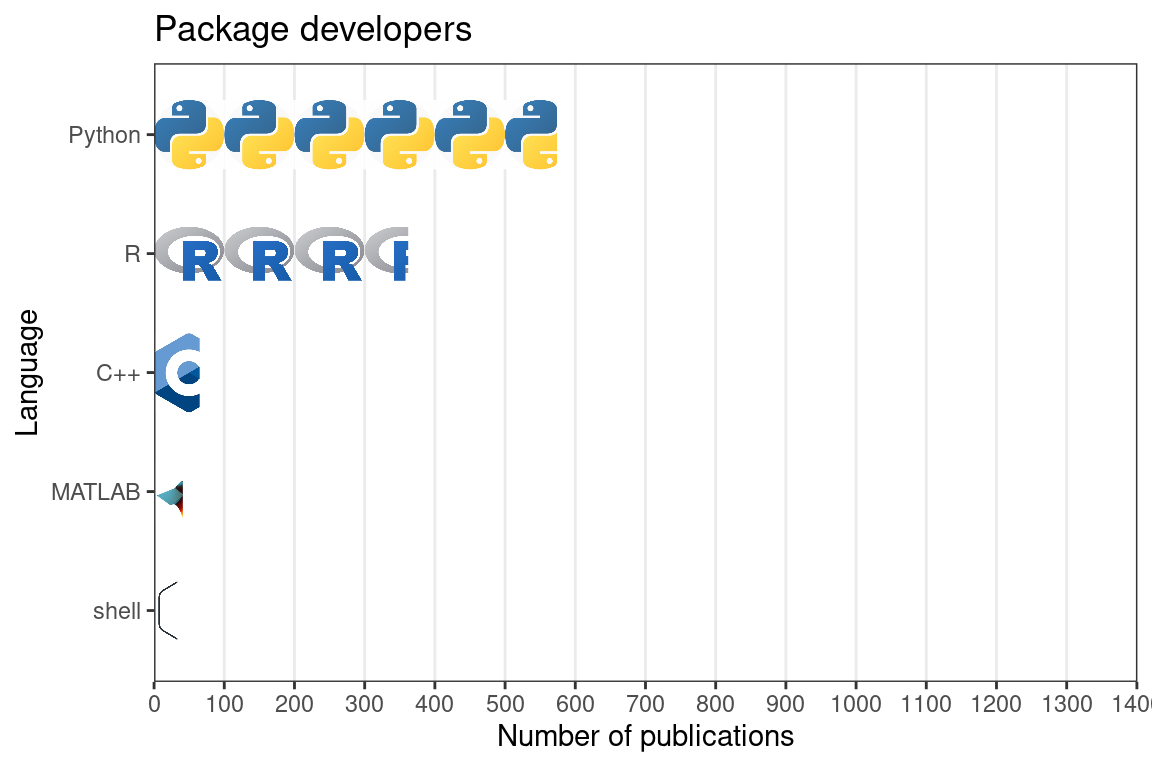 Package developers
Python
R
C++
MATLAB
shell
Language
R R R
0 100 200 300 400 500 600 700 800 900 1000 1100 1200 1300 140
Number of publications